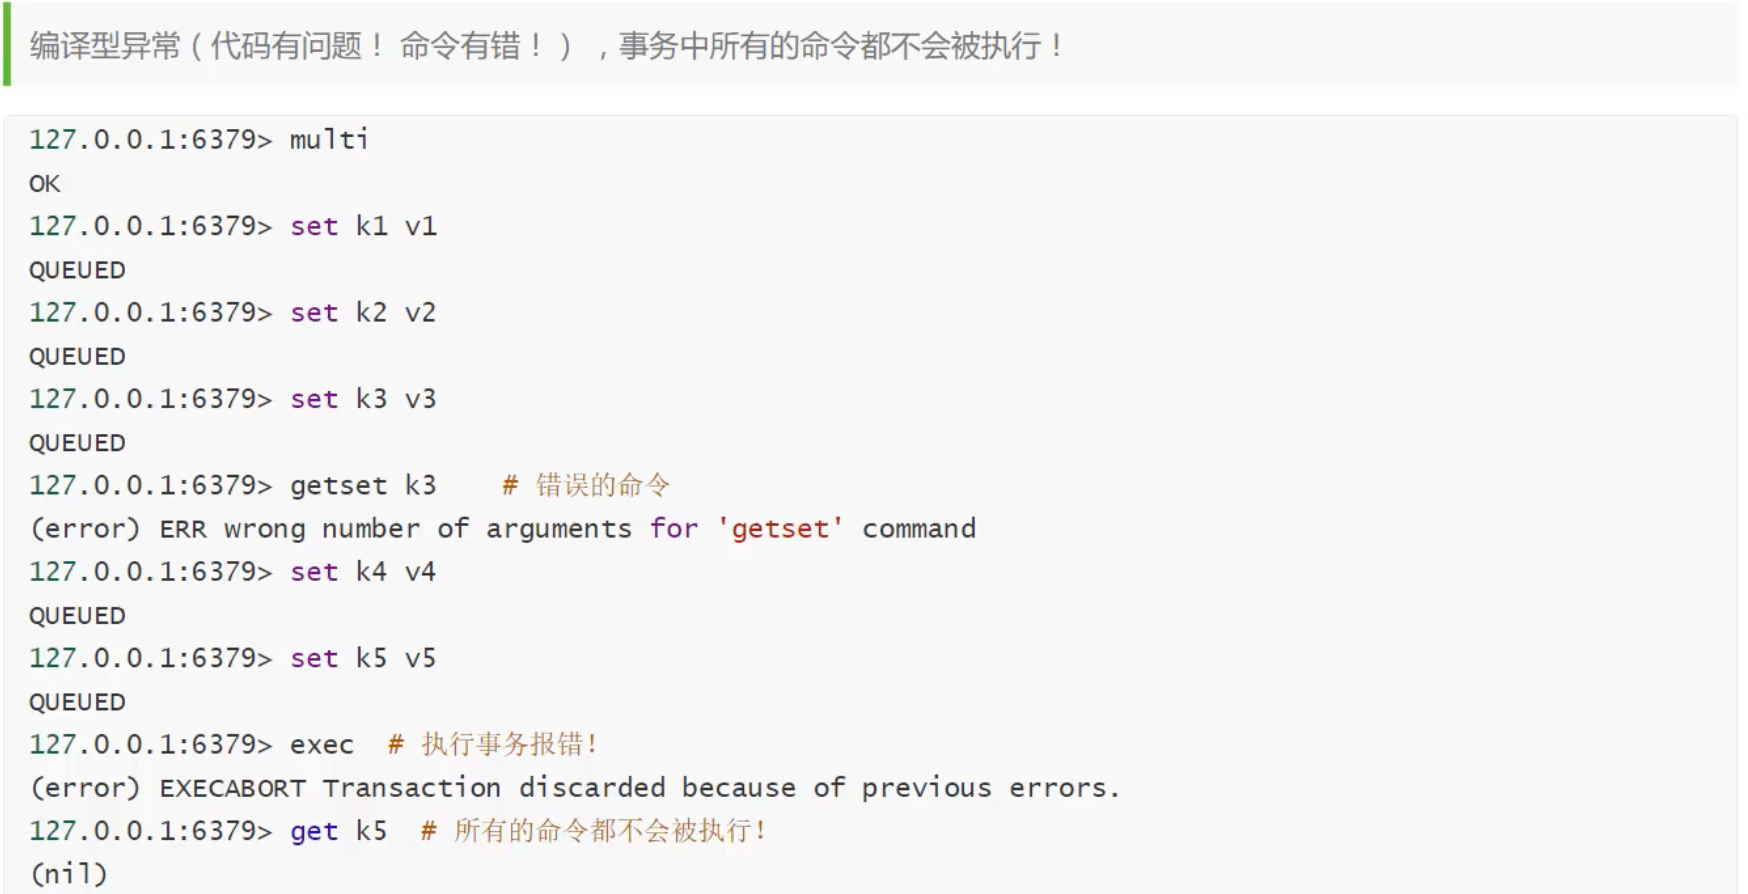 编译型异常（代码有问题！ 命令有错！） ，事务中所有的命令都不会被执行！
127.0.0.1:6379> multi
OK
127.0.0.1:6379> set k1 v1
QUEUED
127.0.0.1:6379> set k2 v2
QUEUED
127.0.0.1:6379> set k3 v3
QUEUED
127.0.0.1:6379> getset k3    # 错误的命令
(error) ERR wrong number of arguments for 'getset' command
127.0.0.1:6379> set k4 v4
QUEUED
127.0.0.1:6379> set k5 v5
QUEUED
127.0.0.1:6379> exec  # 执行事务报错！
(error) EXECABORT Transaction discarded because of previous errors.
127.0.0.1:6379> get k5  # 所有的命令都不会被执行！
(nil)